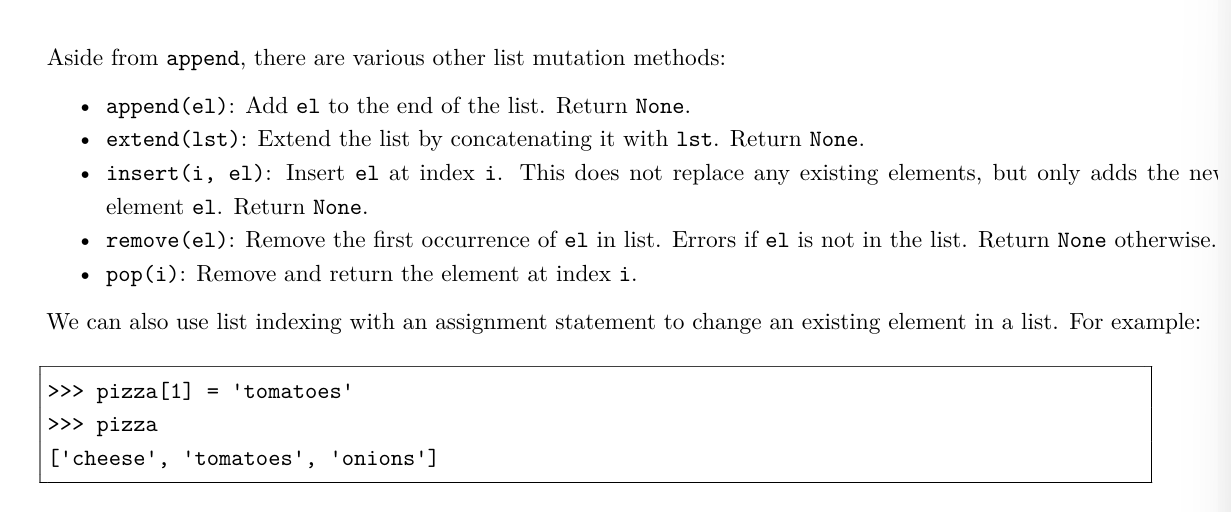 Aside from append, there are various other list mutation methods:
• append(el): Add el to the end of the list. Return None.
• extend(lst): Extend the list by concatenating it with lst. Return None.
• insert(i, el): Insert el at index i. This does not replace any existing elements, but only adds the
element el. Return None.
• remove(el): Remove the first occurrence of el in list. Errors if el is not in the list. Return None otherwise.
• pop(i): Remove and return the element at index i.
We can also use list indexing with an assignment statement to change an existing element in a list. For example:
>>> pizza[1] = 'tomatoes'
>>> pizza
['cheese', 'tomatoes', 'onions']